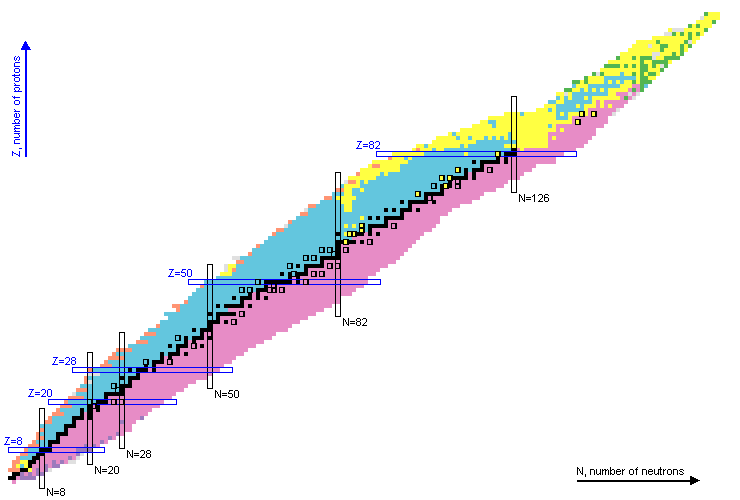 Z, number of protons
Z=82
N=126
Z=50
N=82
Z=28
N=50
Z=20
N=28
Z=8
N=20
N=8
N, number of neutrons